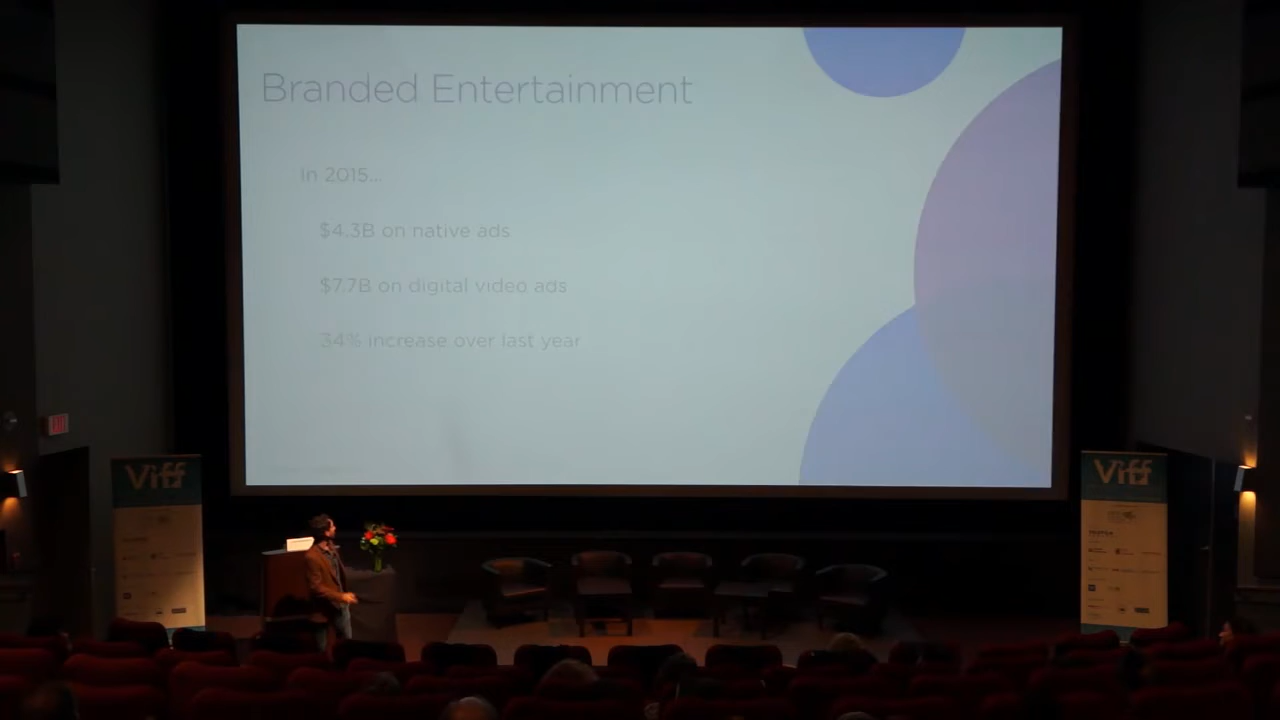 Branded Entertainment
In 2015...
$4.3B on native ads
$7.7B on digital video ads
34% increase over last year
Viff
Viff